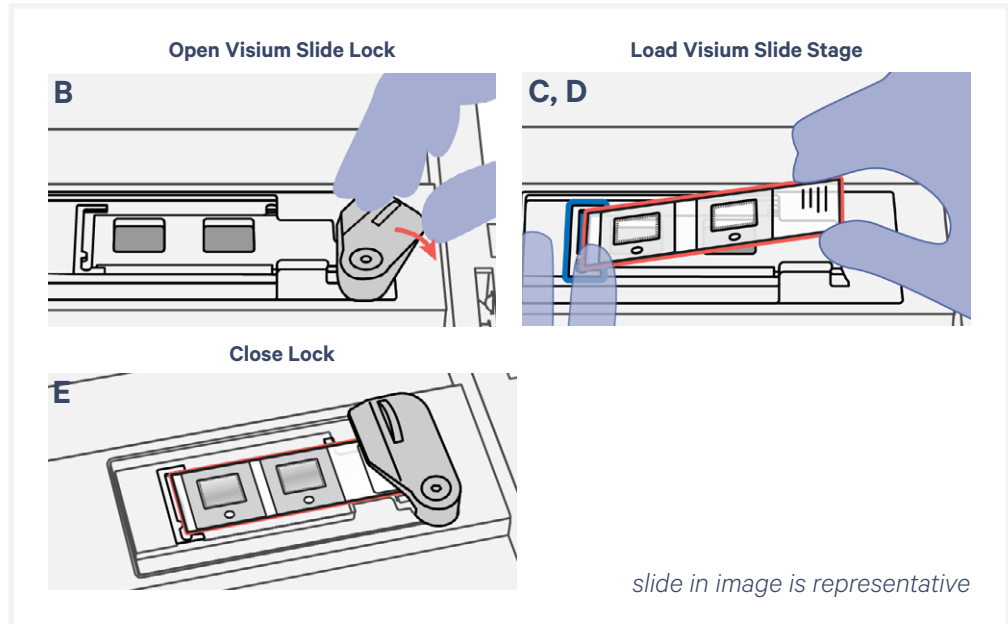 Open Visium Slide Lock
Load Visium Slide Stage
B
C, D
Close Lock
E
slide in image is representative